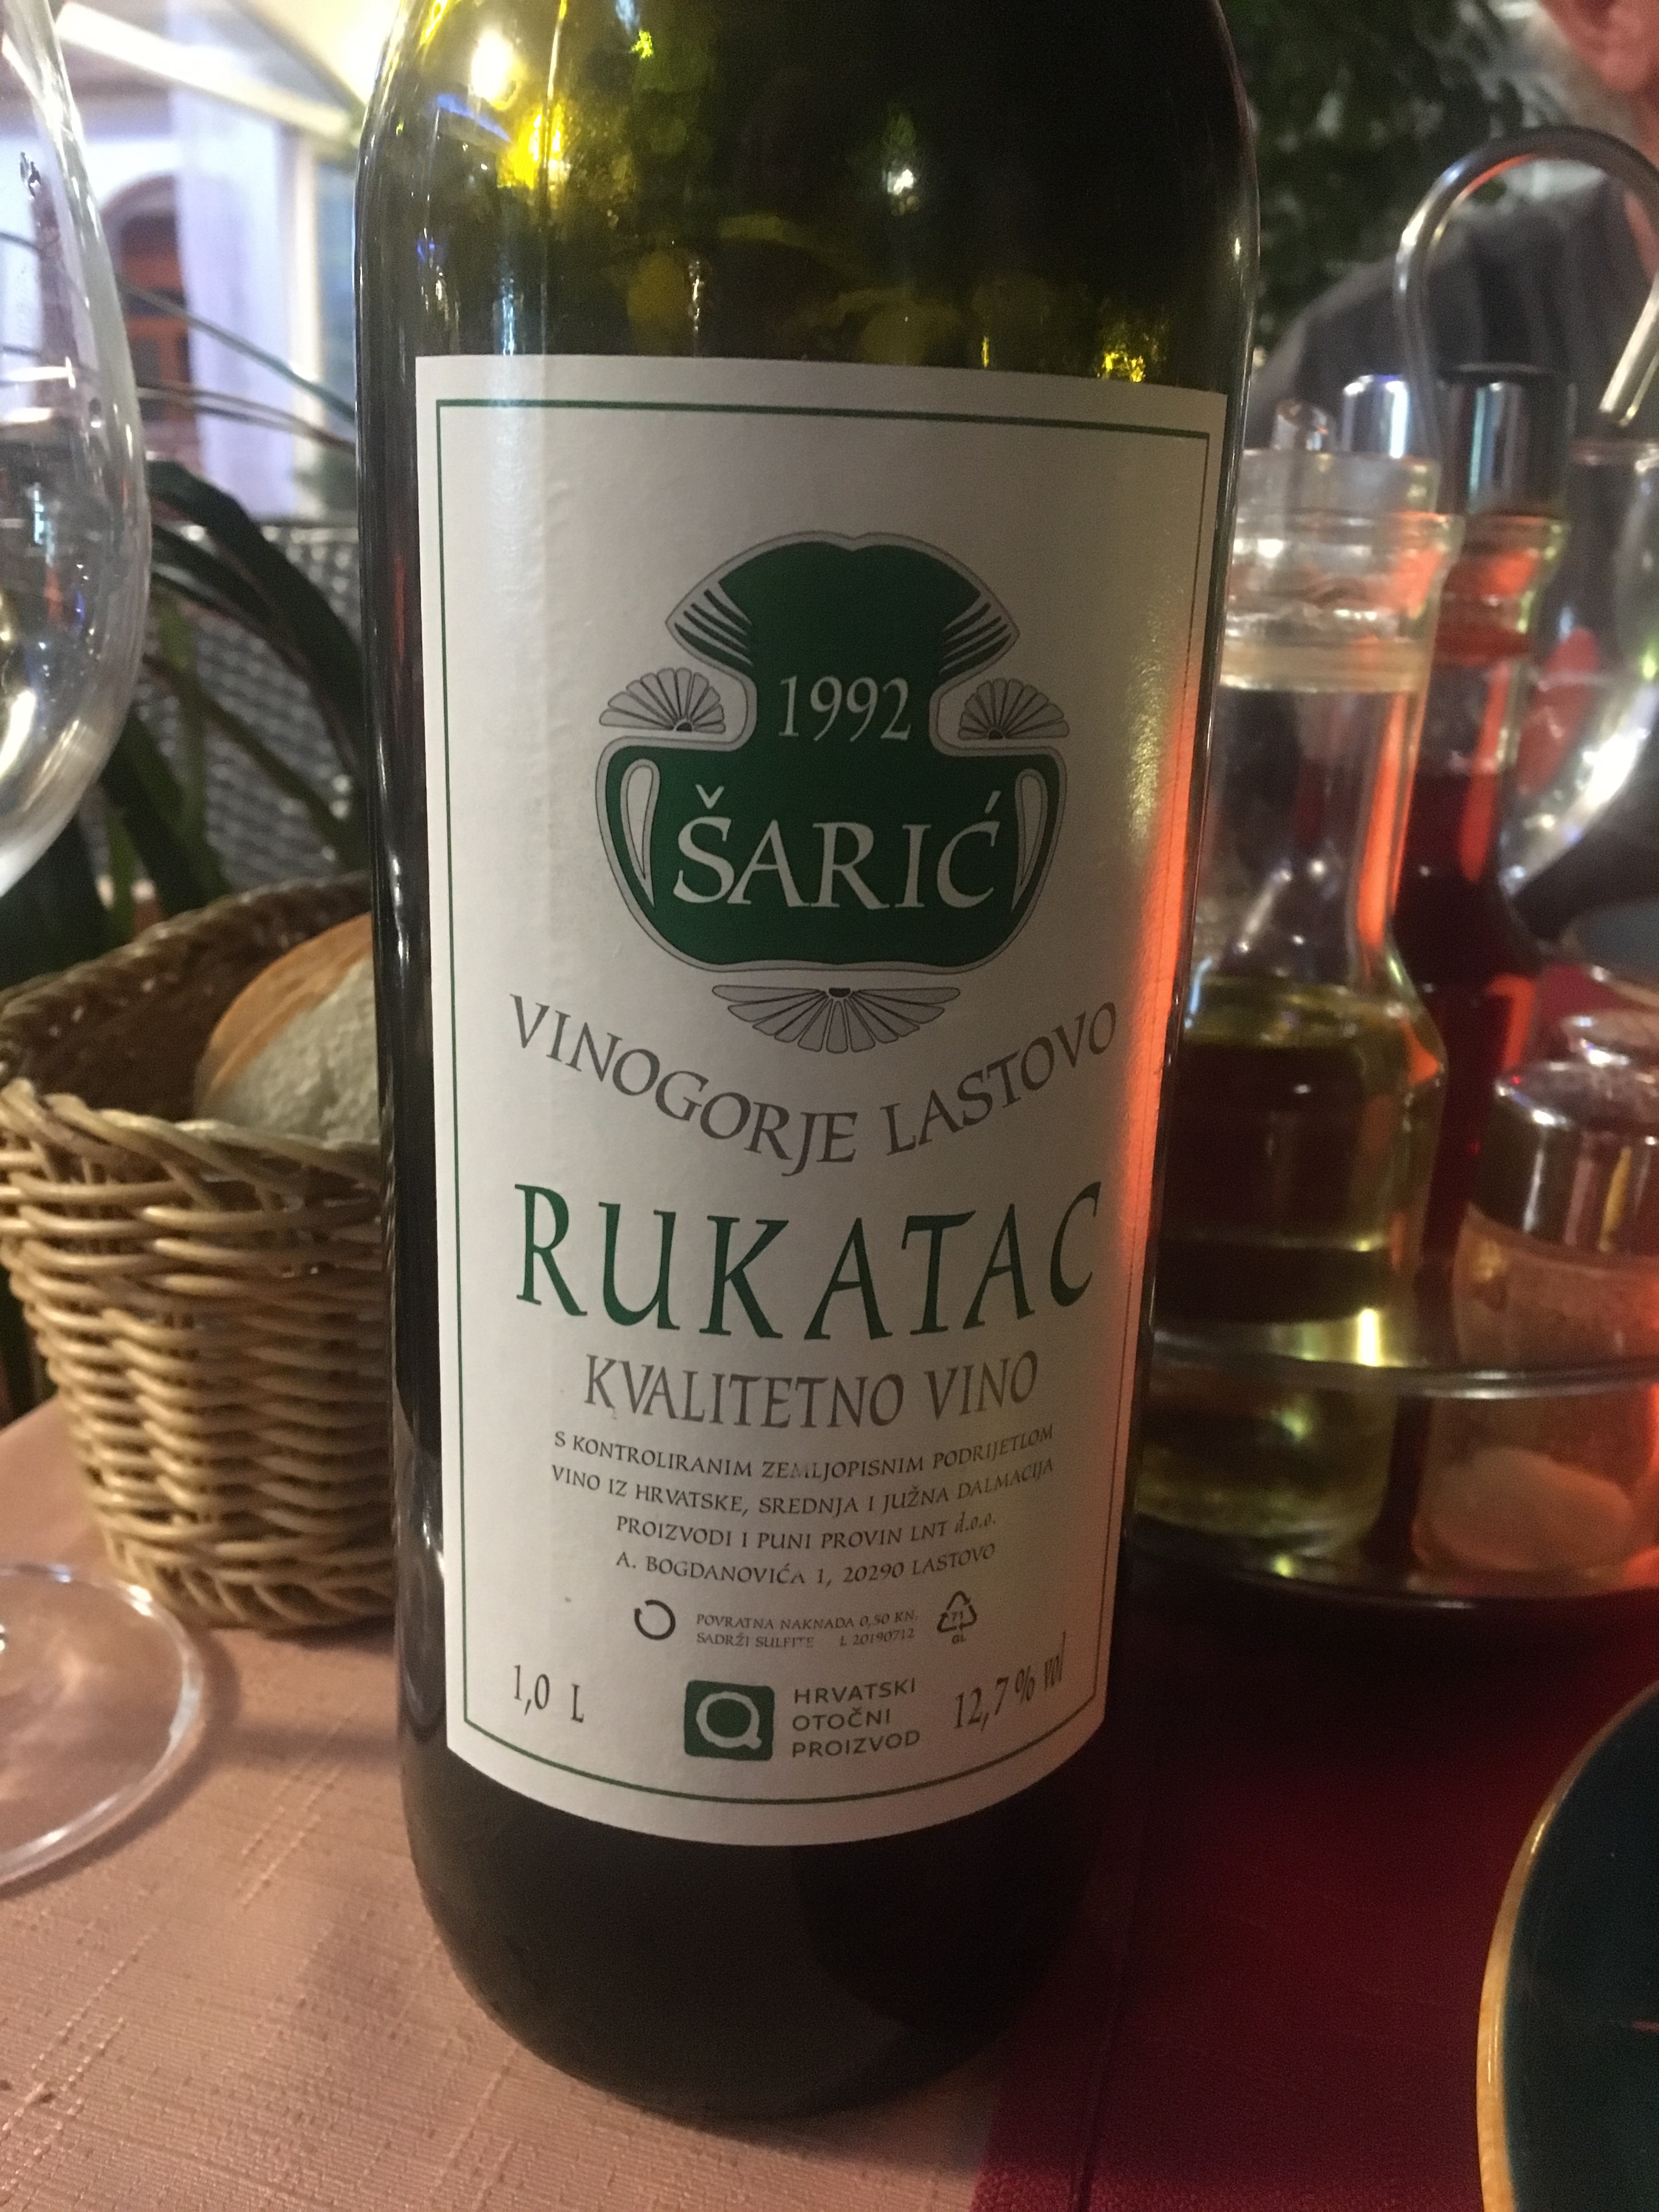 1992
ŠARIĆ
VINOGORJE LASTOVO
RUKATAC
KVALITETNO VINO
S KONTROLIRANIM ZEMLJOPISNIM PODRIJETLOM
VINO IZ HRVATSKE, SREDNJA I JUŽNA DALMACIJA
PROIZVODI I PUNI PROVIN LNT d.o.o.
A. BOGDANOVIĆA 1, 20290 LASTOVO
POVRATNA NAKNADA 0,50 KN.
SADRŽI SULFITE L 20190712
71
GL
1,0 L
HRVATSKI
OTOČNI
PROIZVOD
12,7% vol